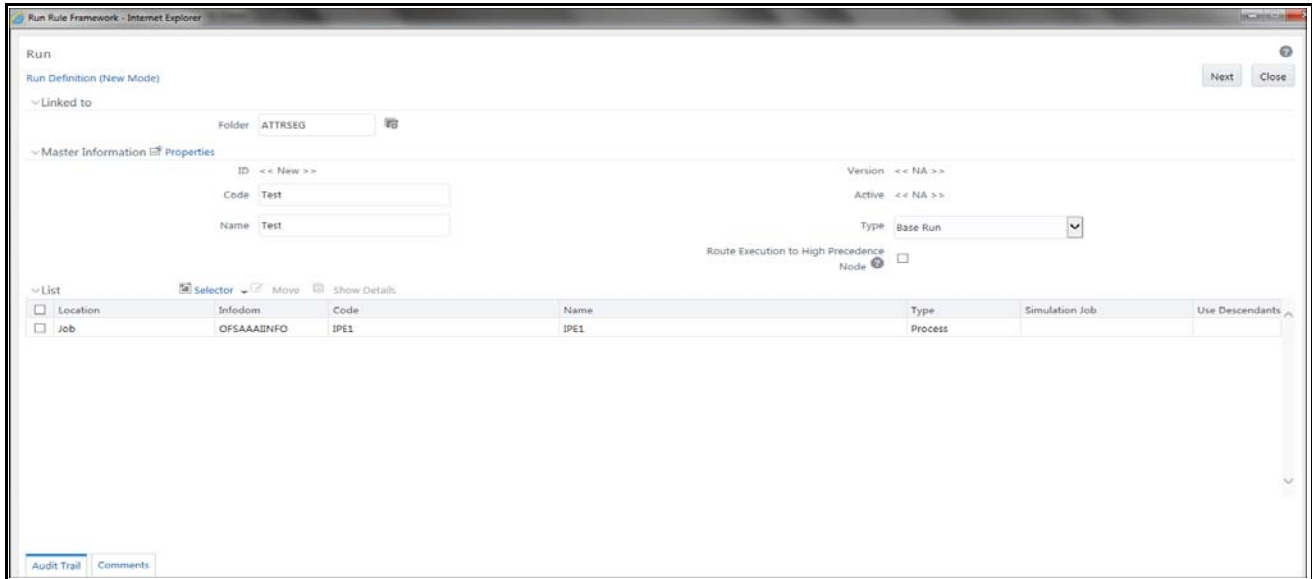 Run Rule Framework - Internet Explorer
Run
Run Definition (New Mode)
Next Close
Linked to
Folder ATTRSEG
Master Information Properties
ID << New >> Version << NA >>
Code Test Active << NA >>
Name Test Type Base Run
Route Execution to High Precedence
Node
List Selector Move Show Details
Location Infodom Code Name Type Simulation Job Use Descendants
Job OFSAAAIINFO IPE1 IPE1 Process
Audit Trail Comments